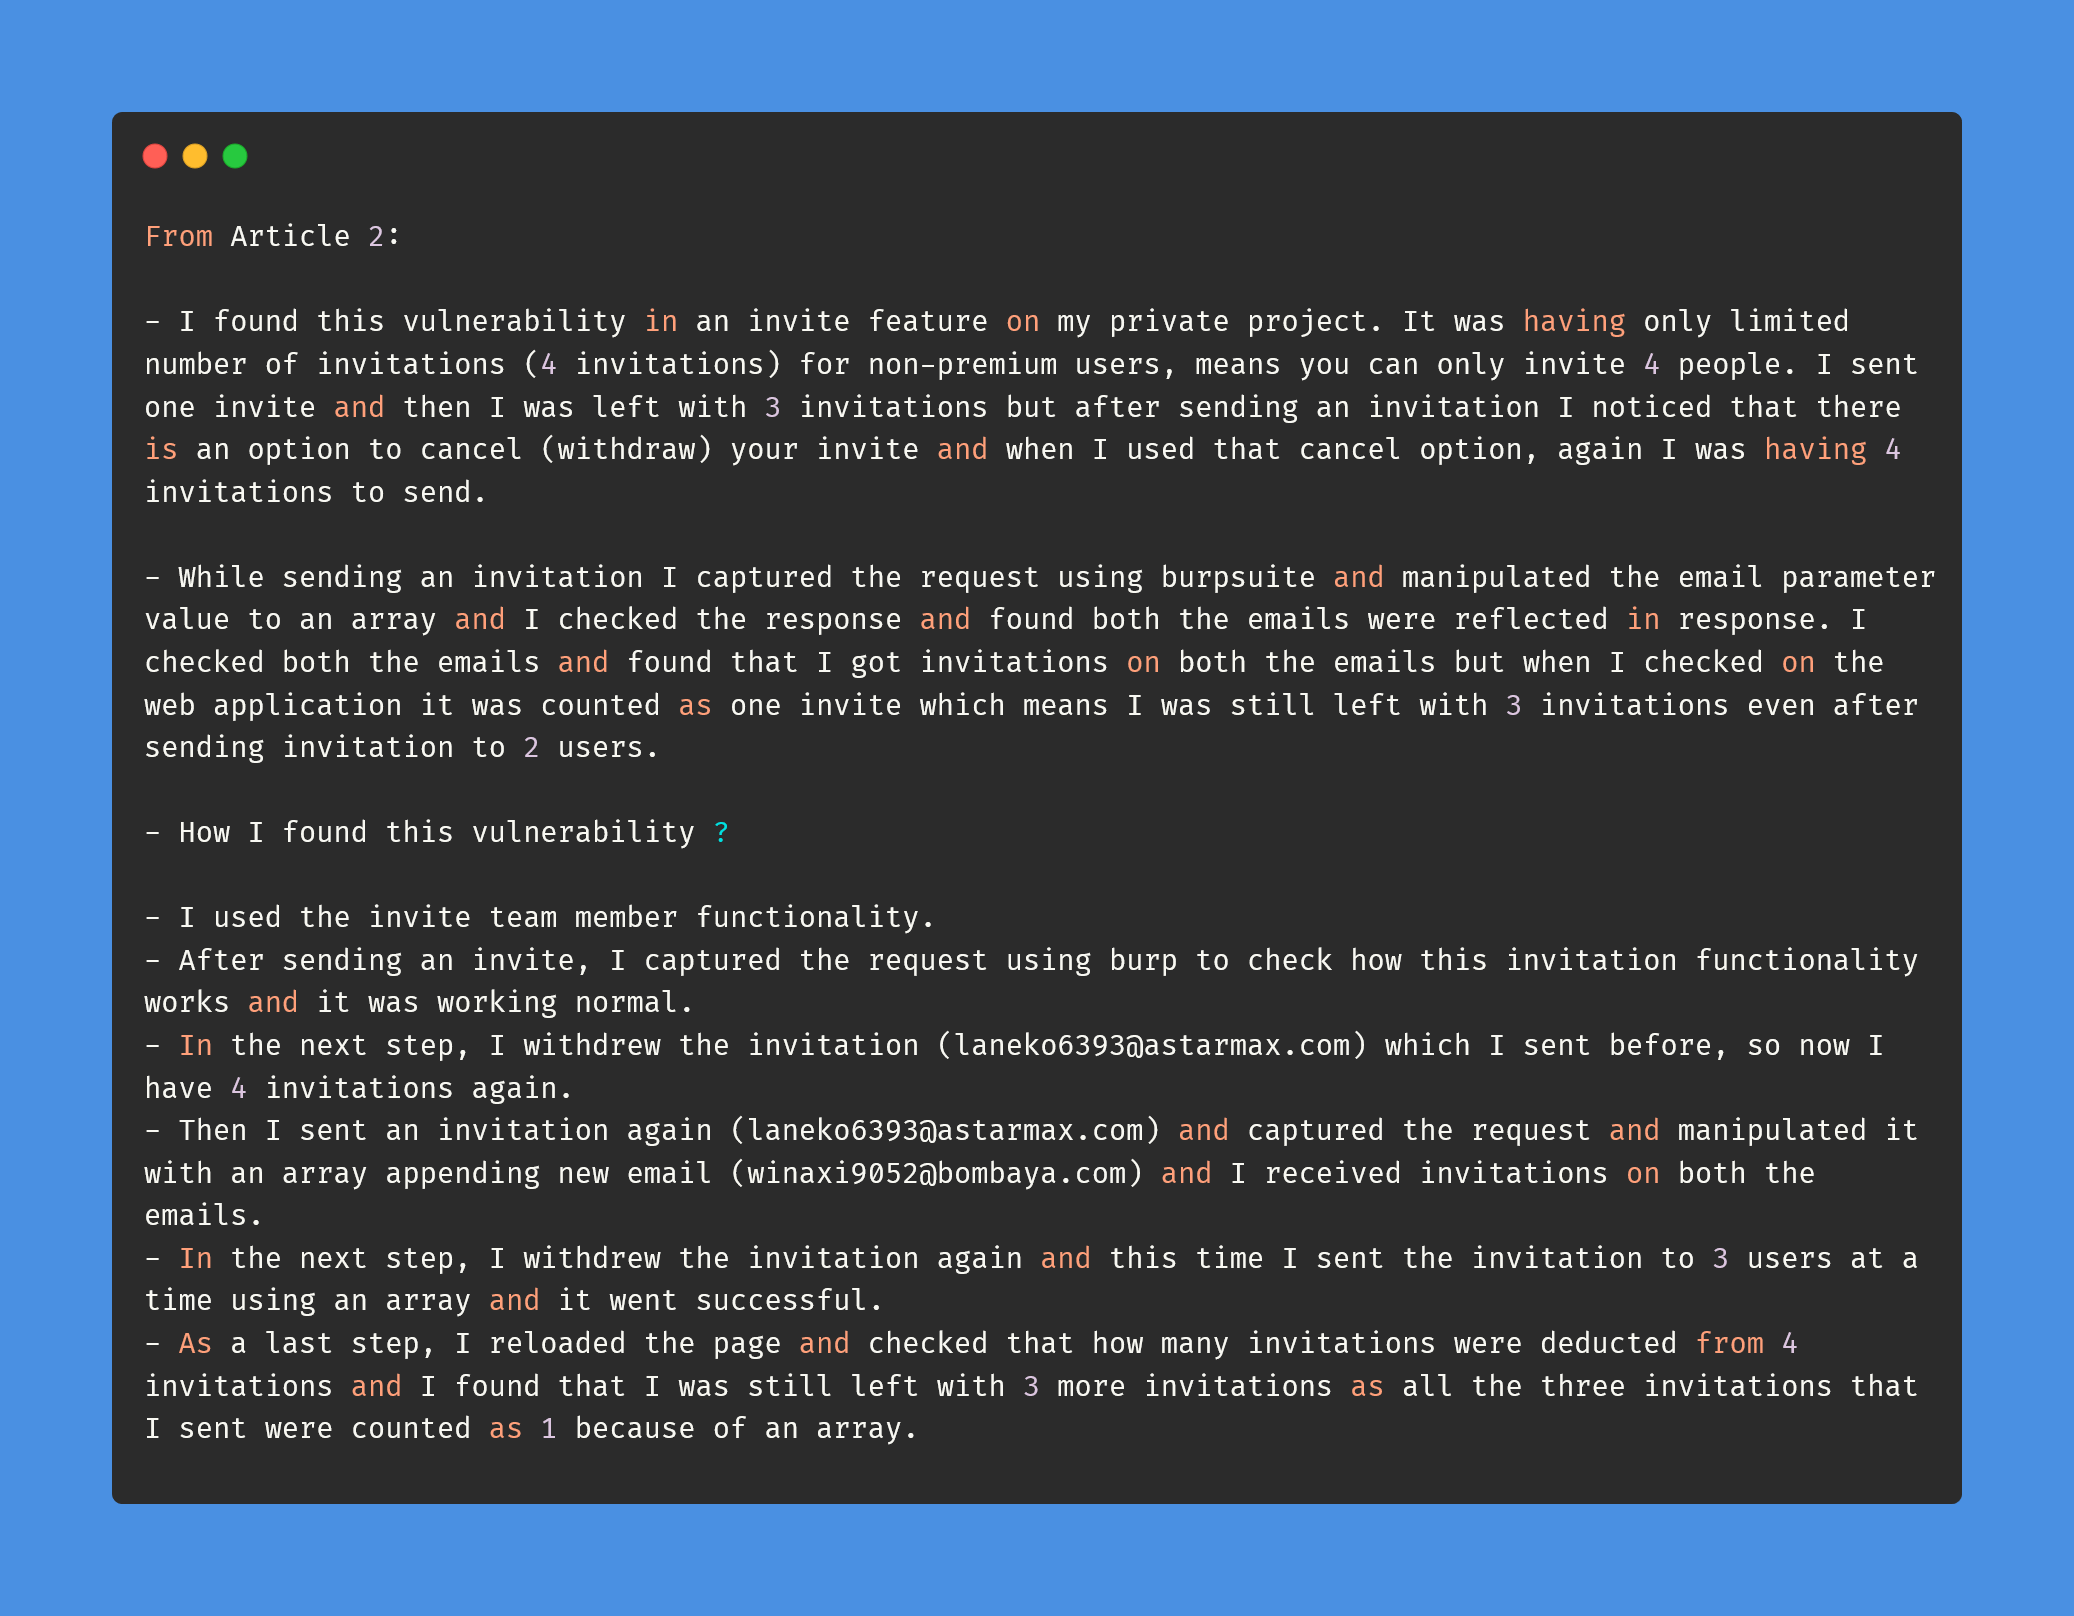 From Article 2:
- I found this vulnerability in an invite feature on my private project. It was having only limited
number of invitations (4 invitations) for non-premium users, means you can only invite 4 people. I sent
one invite and then I was left with 3 invitations but after sending an invitation I noticed that there
is an option to cancel (withdraw) your invite and when I used that cancel option, again I was having 4
invitations to send.
- While sending an invitation I captured the request using burpsuite and manipulated the email parameter
value to an array and I checked the response and found both the emails were reflected in response. I
checked both the emails and found that I got invitations on both the emails but when I checked on the
web application it was counted as one invite which means I was still left with 3 invitations even after
sending invitation to 2 users.
- How I found this vulnerability ?
- I used the invite team member functionality.
- After sending an invite, I captured the request using burp to check how this invitation functionality
works and it was working normal.
- In the next step, I withdrew the invitation (laneko6393@astarmax.com) which I sent before, so now I
have 4 invitations again.
- Then I sent an invitation again (laneko6393@astarmax.com) and captured the request and manipulated it
with an array appending new email (winaxi9052@bombaya.com) and I received invitations on both the
emails.
- In the next step, I withdrew the invitation again and this time I sent the invitation to 3 users at a
time using an array and it went successful.
- As a last step, I reloaded the page and checked that how many invitations were deducted from 4
invitations and I found that I was still left with 3 more invitations as all the three invitations that
I sent were counted as 1 because of an array.